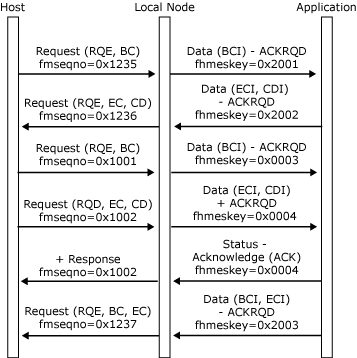 Host
Local Node
Application
Request (RQE, BC)
fmseqno=0x1235
Data (BCI) - ACKRQD
fhmeskey=0x2001
Request (RQE, EC, CD)
fmseqno=0x1236
Data (ECI, CDI)
- ACKRQD
fhmeskey=0x2002
Request (RQE, BC)
fmseqno=0x1001
Data (BCI) - ACKRQD
fhmeskey=0x0003
Request (RQD, EC, CD)
fmseqno=0x1002
Data (ECI, CDI)
+ ACKRQD
fhmeskey=0x0004
+ Response
fmseqno=0x1002
Status -
Acknowledge (ACK)
fhmeskey=0x0004
Request (RQE, BC, EC)
fmseqno=0x1237
Data (BCI, ECI)
- ACKRQD
fhmeskey=0x2003